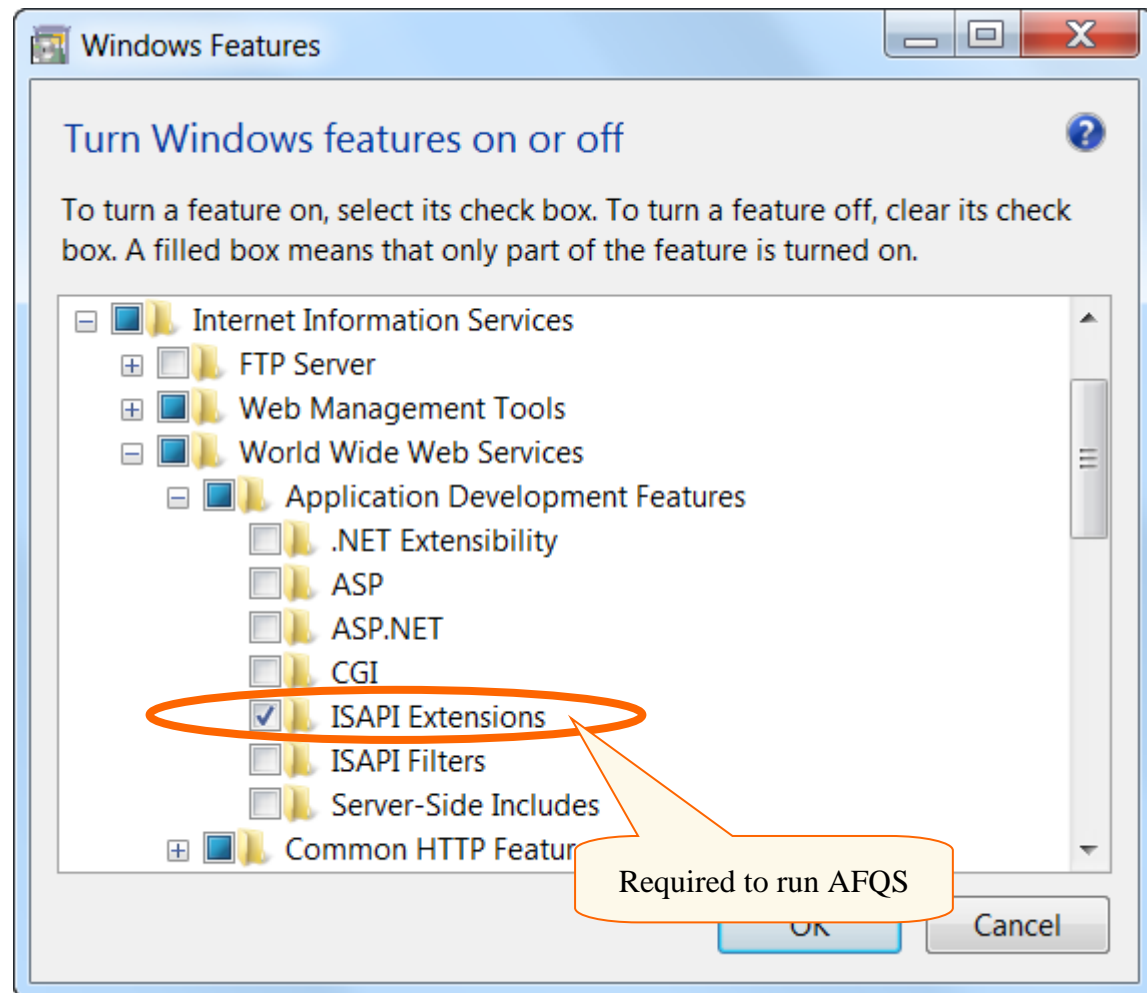 Windows Features
Turn Windows features on or off
To turn a feature on, select its check box. To turn a feature off, clear its check
box. A filled box means that only part of the feature is turned on.
Internet Information Services
FTP Server
Web Management Tools
World Wide Web Services
Application Development Features
.NET Extensibility
ASP
ASP.NET
CGI
ISAPI Extensions
ISAPI Filters
Server-Side Includes
Common HTTP Featur
Required to run AFQS
OK
Cancel